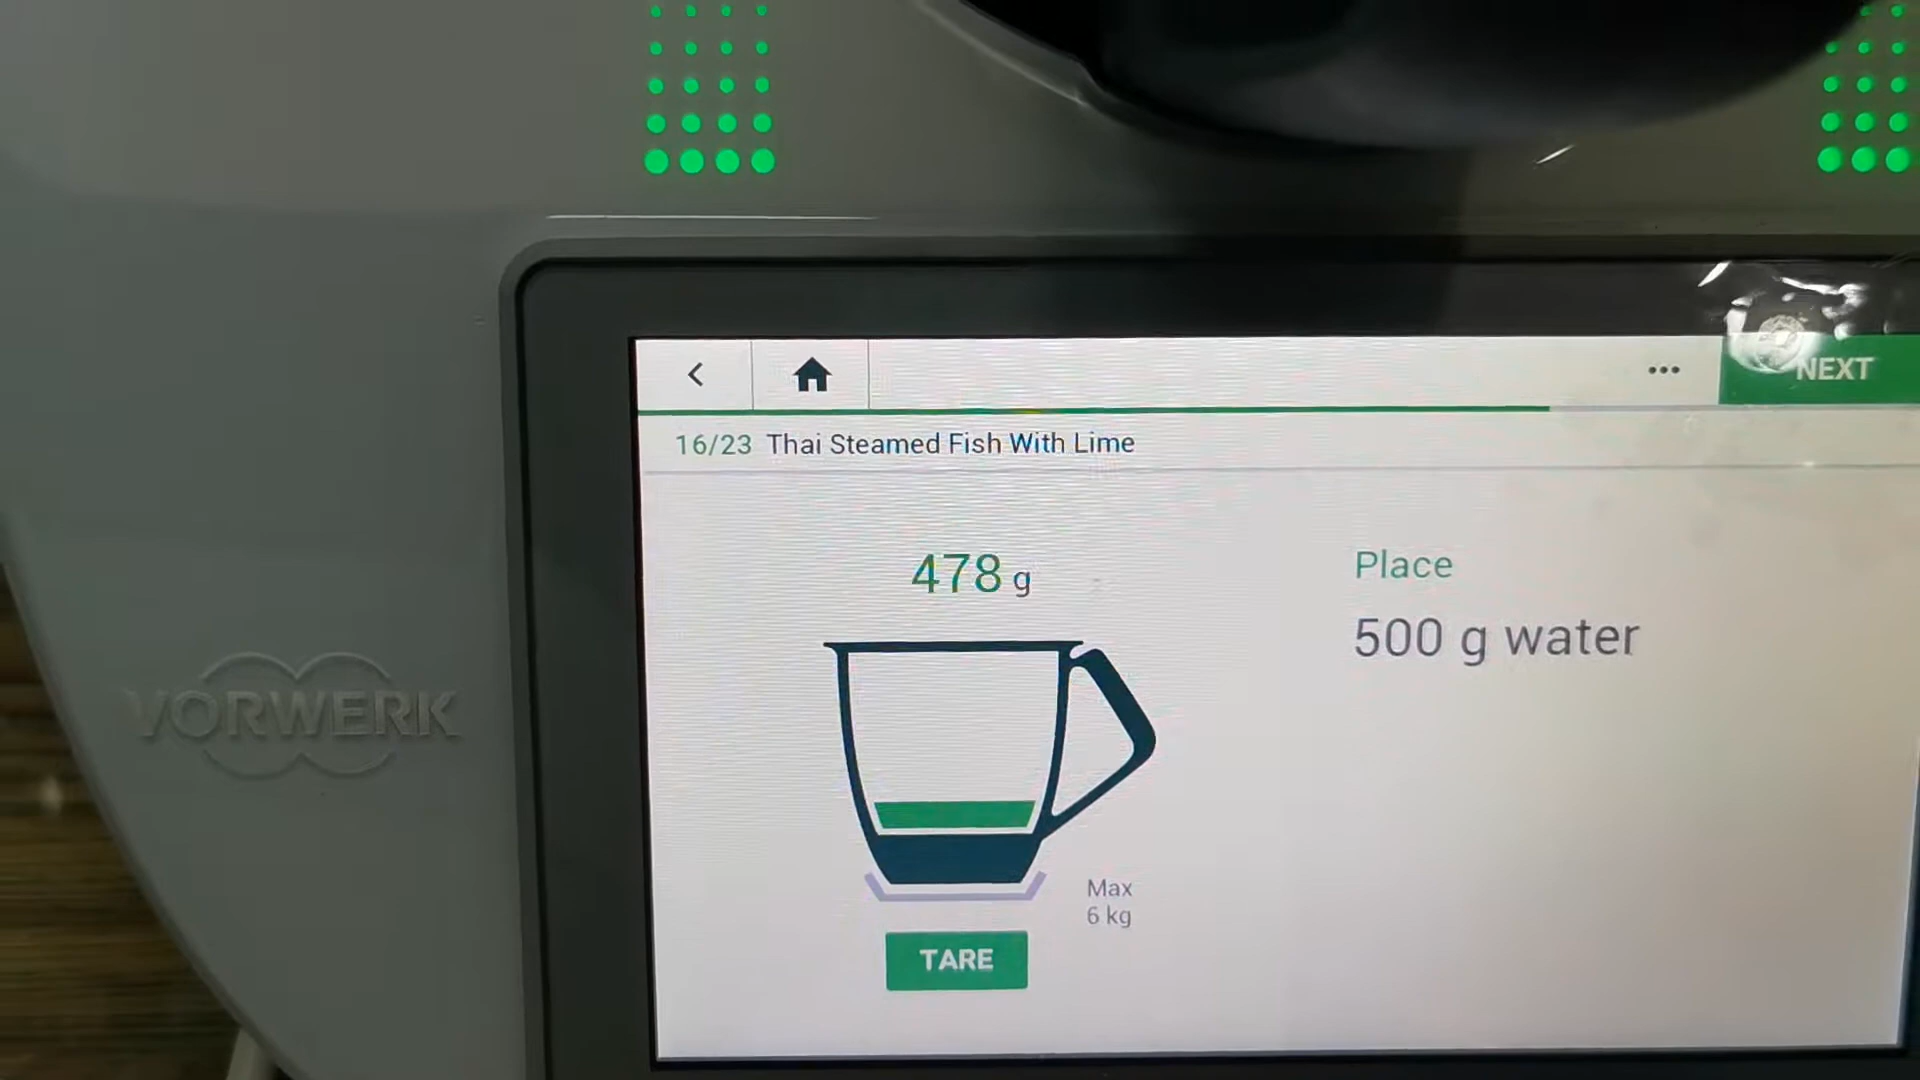 NEXT
16/23 Thai Steamed Fish With Lime
478 g
Place
500 g water
VORWERK
Max
6 kg
TARE